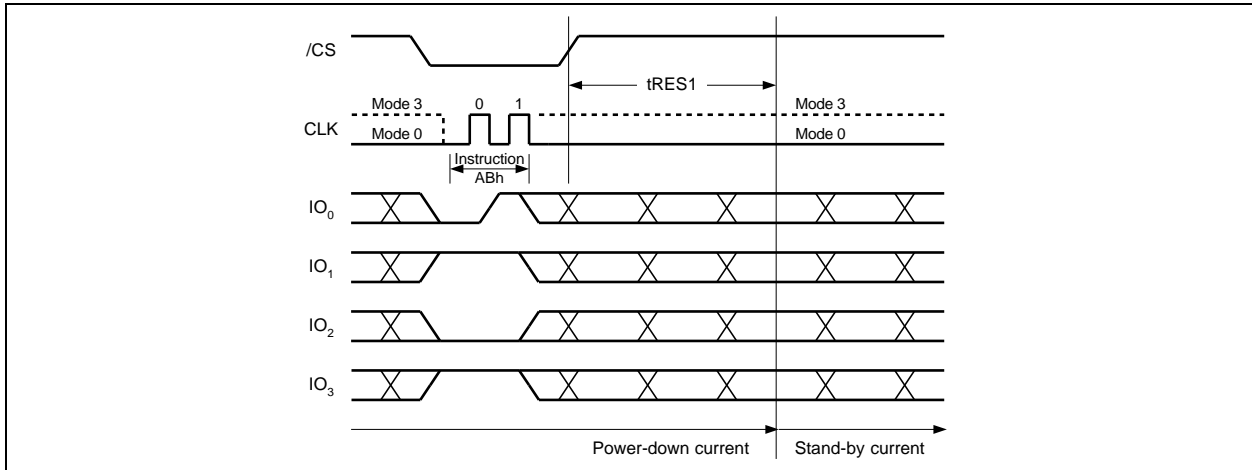 /CS
tRES1
Mode 3 0 1 Mode 3
CLK
Mode 0 Mode 0
Instruction
ABh
IO0
IO1
IO2
IO3
Power-down current Stand-by current